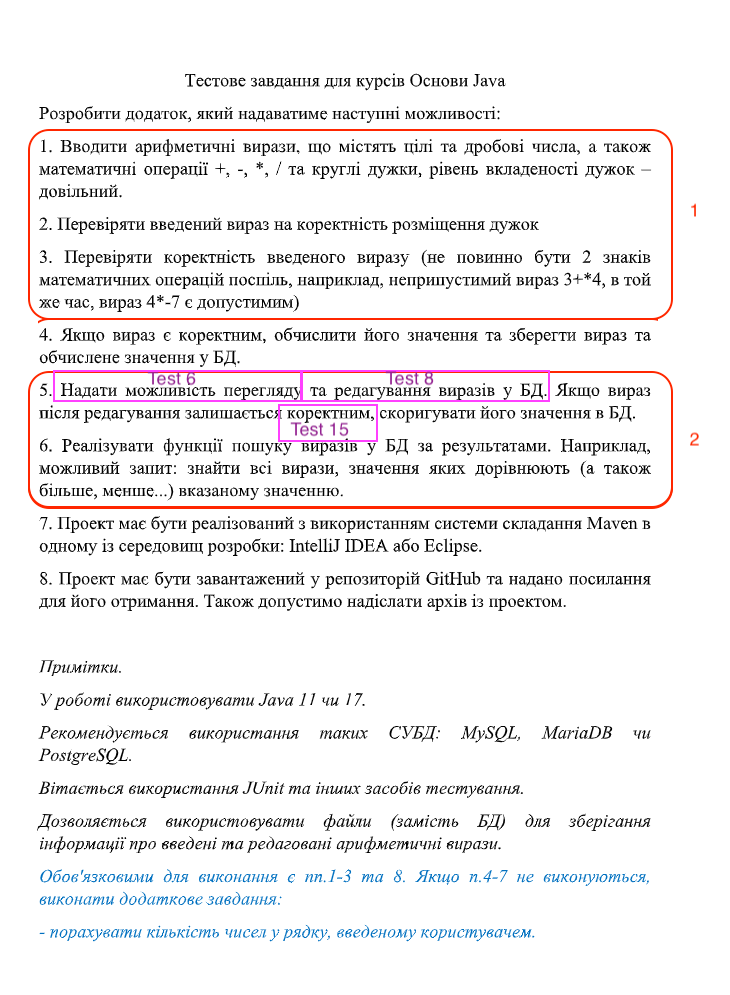 Тестове завдання для курсів Основи Java
Розробити додаток, який надаватиме наступні можливості:
1. Вводити арифметичні вирази, що містять цілі та дробові числа, а також
математичні операції +, -, *, / та круглі дужки, рівень вкладеності дужок –
довільний.
1
2. Перевіряти введений вираз на коректність розміщення дужок
3. Перевіряти коректність введеного виразу (не повинно бути 2 знаків
математичних операцій поспіль, наприклад, неприпустимий вираз 3+*4, в той
же час, вираз 4*-7 є допустимим)
4. Якщо вираз є коректним, обчислити його значення та зберегти вираз та
обчислене значення у БД.
Test 6 Test 8
5. Надати можливість перегляду та редагування виразів у БД. Якщо вираз
після редагування залишається коректним, скоригувати його значення в БД.
Test 15
2
6. Реалізувати функції пошуку виразів у БД за результатами. Наприклад,
можливий запит: знайти всі вирази, значення яких дорівнюють (а також
більше, менше...) вказаному значенню.
7. Проект має бути реалізований з використанням системи складання Maven в
одному із середовищ розробки: IntelliJ IDEA або Eclipse.
8. Проект має бути завантажений у репозиторій GitHub та надано посилання
для його отримання. Також допустимо надіслати архів із проектом.
Примітки.
У роботі використовувати Java 11 чи 17.
Рекомендується використання таких СУБД: MySQL, MariaDB чи
PostgreSQL.
Вітається використання JUnit та інших засобів тестування.
Дозволяється використовувати файли (замість БД) для зберігання
інформації про введені та редаговані арифметичні вирази.
Обов'язковими для виконання є пп.1-3 та 8. Якщо п.4-7 не виконуються,
виконати додаткове завдання:
- порахувати кількість чисел у рядку, введеному користувачем.